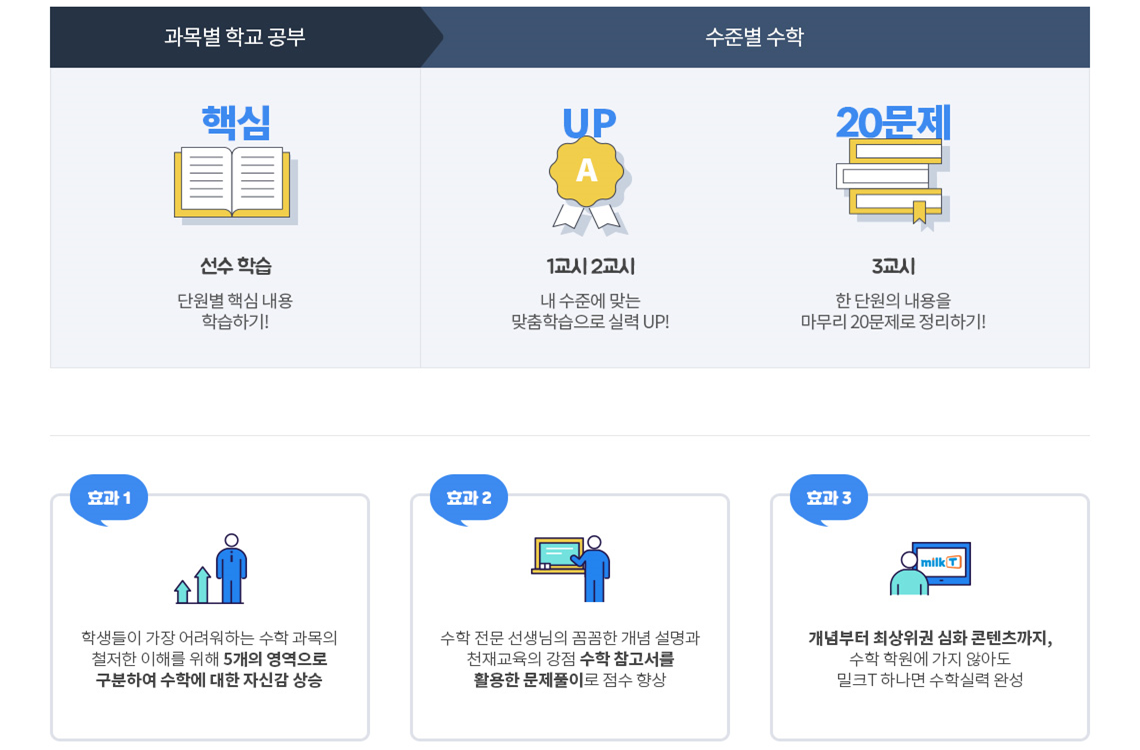 과목별 학교 공부
수준별 수학
핵심
선수 학습
단원별 핵심 내용
학습하기!
UP
A
1교시 2교시
내 수준에 맞는
맞춤학습으로 실력 UP!
20문제
3교시
한 단원의 내용을
마무리 20문제로 정리하기!
효과 1
학생들이 가장 어려워하는 수학 과목의
철저한 이해를 위해 5개의 영역으로
구분하여 수학에 대한 자신감 상승
효과 2
수학 전문 선생님의 꼼꼼한 개념 설명과
천재교육의 강점 수학 참고서를
활용한 문제풀이로 점수 향상
효과 3
milk T
개념부터 최상위권 심화 콘텐츠까지,
수학 학원에 가지 않아도
밀크T 하나면 수학실력 완성